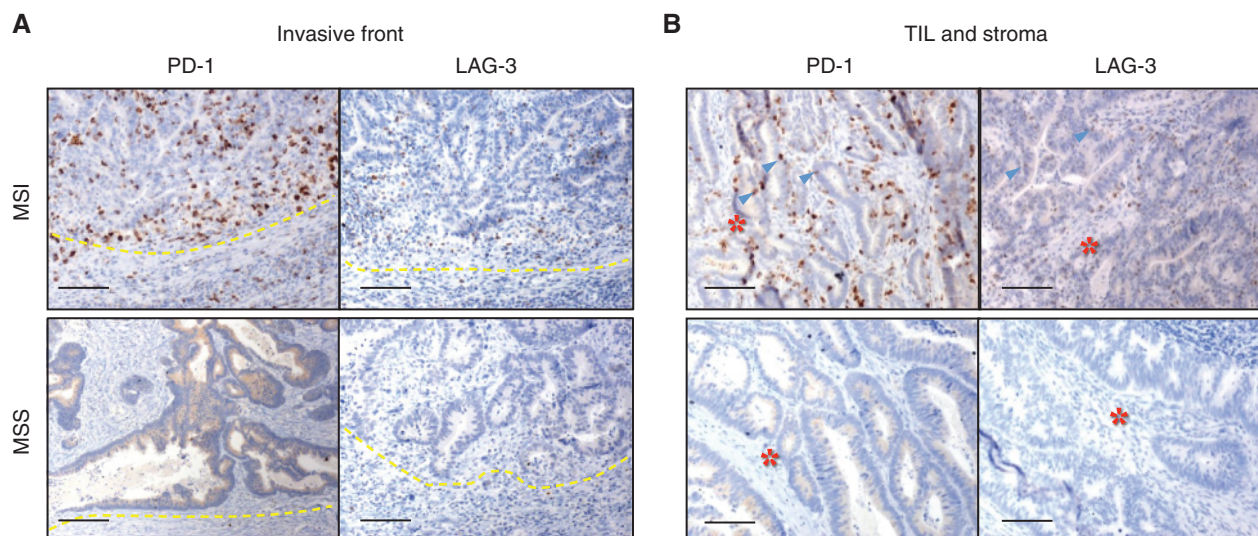 A
B
Invasive front
TIL and stroma
PD-1
LAG-3
PD-1
LAG-3
MSI
MSS